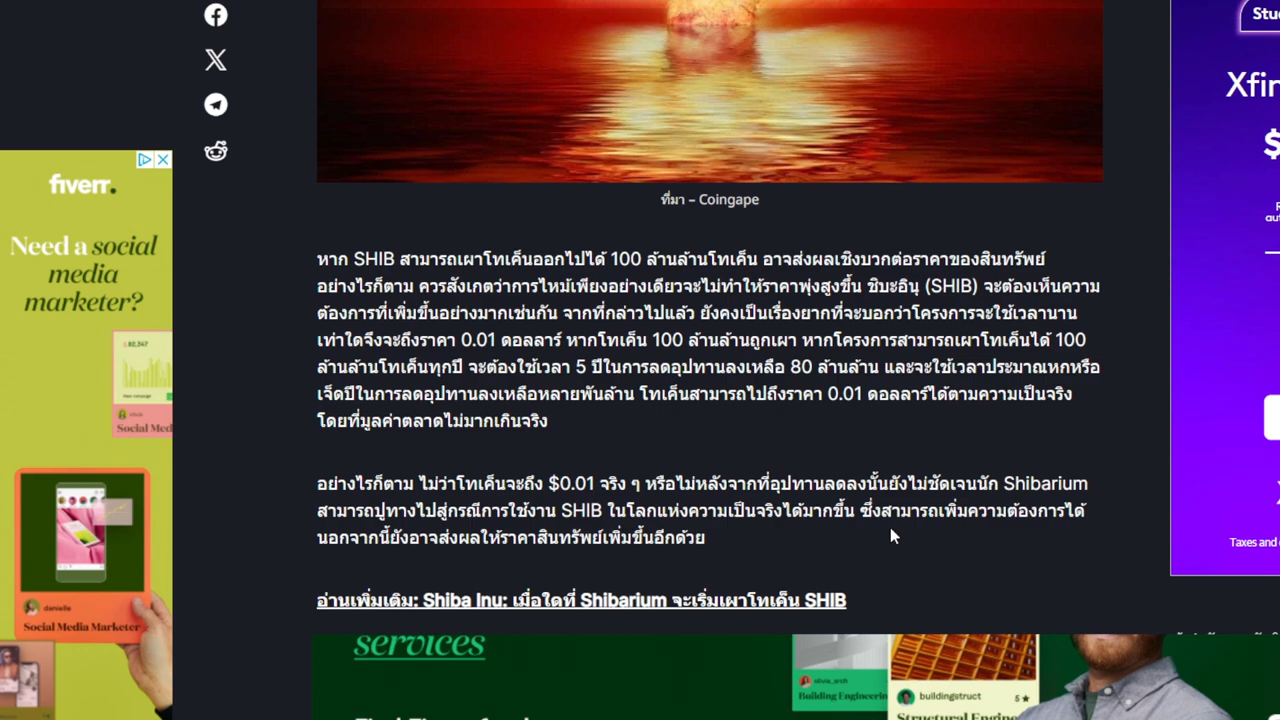 Stu
Xfin
$
ที่มา – Coingape
fiverr.
Need a social
media
marketer?
หาก SHIB สามารถเผาโทเค็นออกไปได้ 100 ล้านล้านโทเค็น อาจส่งผลเชิงบวกต่อราคาของสินทรัพย์
อย่างไรก็ตาม ควรสังเกตว่าการไหม้เพียงอย่างเดียวจะไม่ทำให้ราคาพุ่งสูงขึ้น ชิบะอินุ (SHIB) จะต้องเห็นความ
ต้องการที่เพิ่มขึ้นอย่างมากเช่นกัน จากที่กล่าวไปแล้ว ยังคงเป็นเรื่องยากที่จะบอกว่าโครงการจะใช้เวลานาน
เท่าใดจึงจะถึงราคา 0.01 ดอลลาร์ หากโทเค็น 100 ล้านล้านถูกเผา หากโครงการสามารถเผาโทเค็นได้ 100
ล้านล้านโทเค็นทุกปี จะต้องใช้เวลา 5 ปีในการลดอุปทานลงเหลือ 80 ล้านล้าน และจะใช้เวลาประมาณหกหรือ
เจ็ดปีในการลดอุปทานลงเหลือหลายพันล้าน โทเค็นสามารถไปถึงราคา 0.01 ดอลลาร์ได้ตามความเป็นจริง
โดยที่มูลค่าตลาดไม่มากเกินจริง
อย่างไรก็ตาม ไม่ว่าโทเค็นจะถึง $0.01 จริง ๆ หรือไม่หลังจากที่อุปทานลดลงนั้นยังไม่ชัดเจนนัก Shibarium
สามารถปูทางไปสู่กรณีการใช้งาน SHIB ในโลกแห่งความเป็นจริงได้มากขึ้น ซึ่งสามารถเพิ่มความต้องการได้
นอกจากนี้ยังอาจส่งผลให้ราคาสินทรัพย์เพิ่มขึ้นอีกด้วย
อ่านเพิ่มเติม: Shiba Inu: เมื่อใดที่ Shibarium จะเริ่มเผาโทเค็น SHIB
82,347
Social Med
danielle
Social Media Marketer
Taxes and
services
olivia_arch
Building Engineerin
buildingstruct 5★
Structural Engine